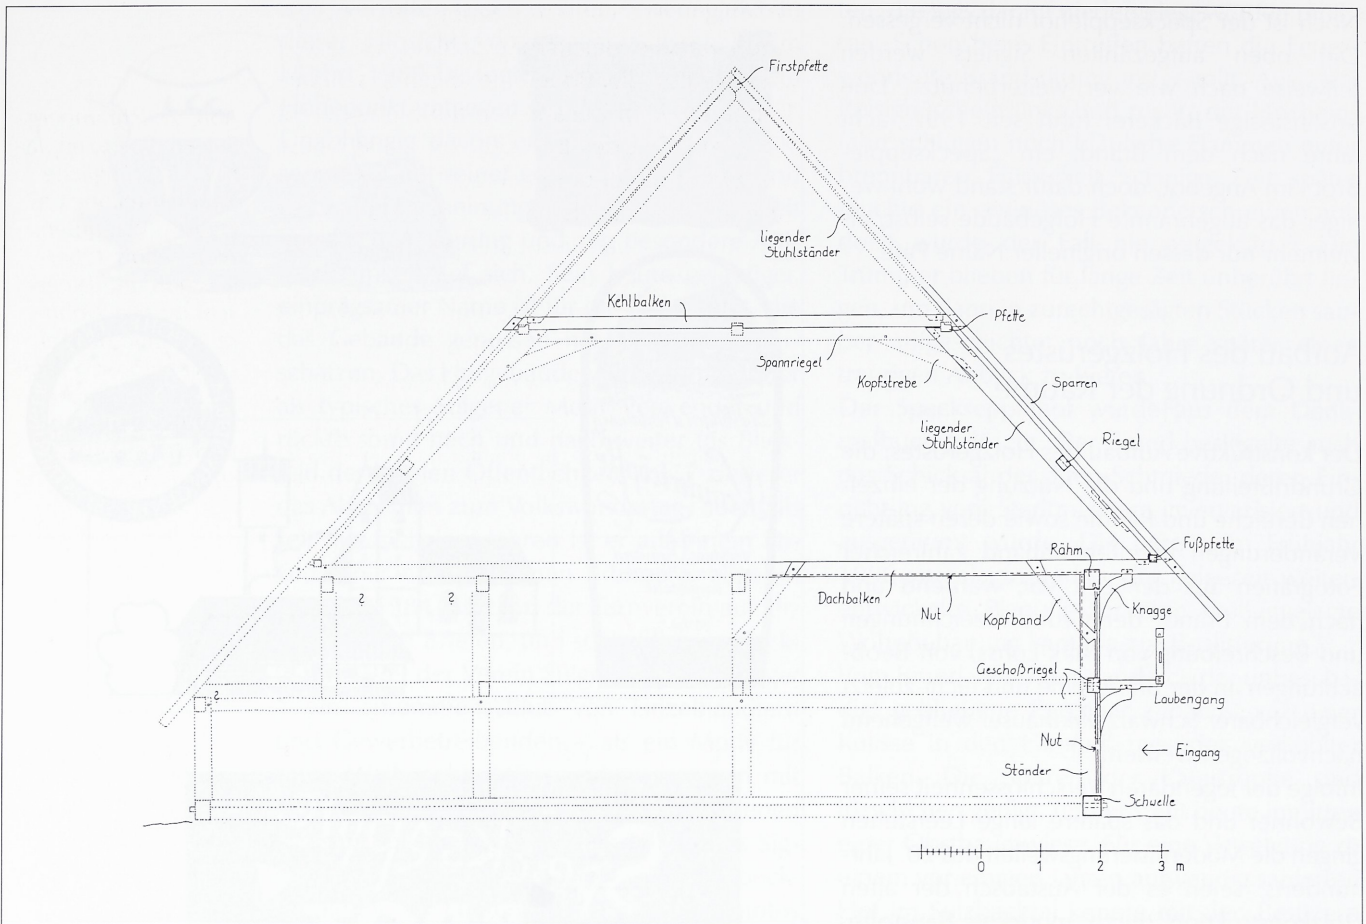 Firstpfette
liegender
Stuhlständer
Kehlbalken
Pfette
Spannriegel
Kopfstrebe
Sparren
liegender
Stuhlständer
Riegel
Rähm
Fußpfette
Dachbalken
Nut
Kopfband
Knagge
Geschoßriegel
Laubengang
Nut
Eingang
Ständer
Schwelle
0 1 2 3 m